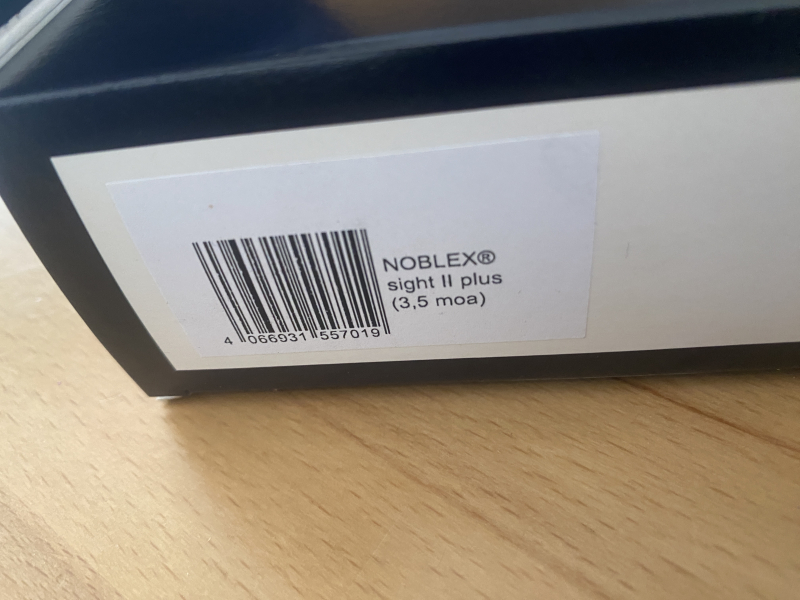 NOBLEX®
sight II plus
(3,5 moa)
4 066931 557019